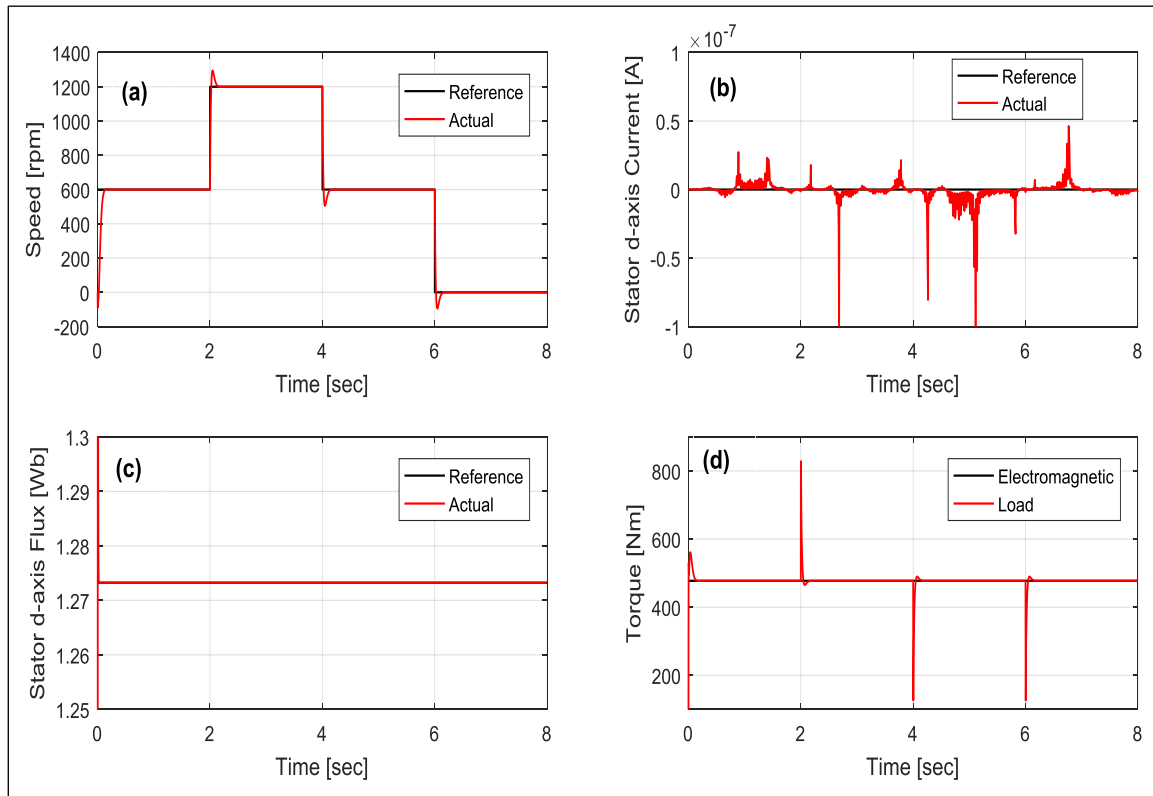 (a)
Speed [rpm]
1400
1200
1000
800
600
400
200
0
-200
Reference
Actual
0 2 4 6 8
Time [sec]
(b)
× 10⁻⁷
Stator d-axis Current [A]
1
0.5
0
-0.5
-1
Reference
Actual
0 2 4 6 8
Time [sec]
(c)
Stator d-axis Flux [Wb]
1.3
1.29
1.28
1.27
1.26
1.25
Reference
Actual
0 2 4 6 8
Time [sec]
(d)
Torque [Nm]
800
600
400
200
Electromagnetic
Load
0 2 4 6 8
Time [sec]